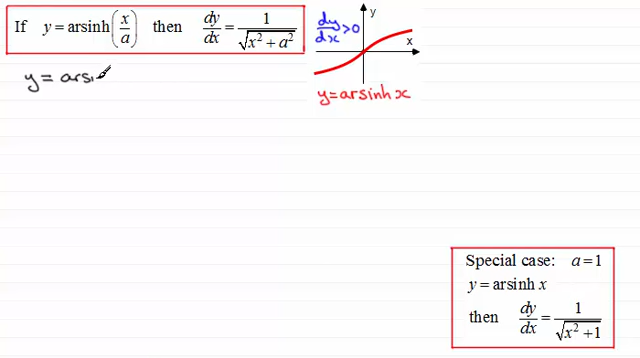 If y = arsinh(x/a) then dy/dx = 1/√(x² + a²)
dy/dx > 0
y
x
y = arsinh x
y = arsi
Special case: a = 1
y = arsinh x
then dy/dx = 1/√(x² + 1)